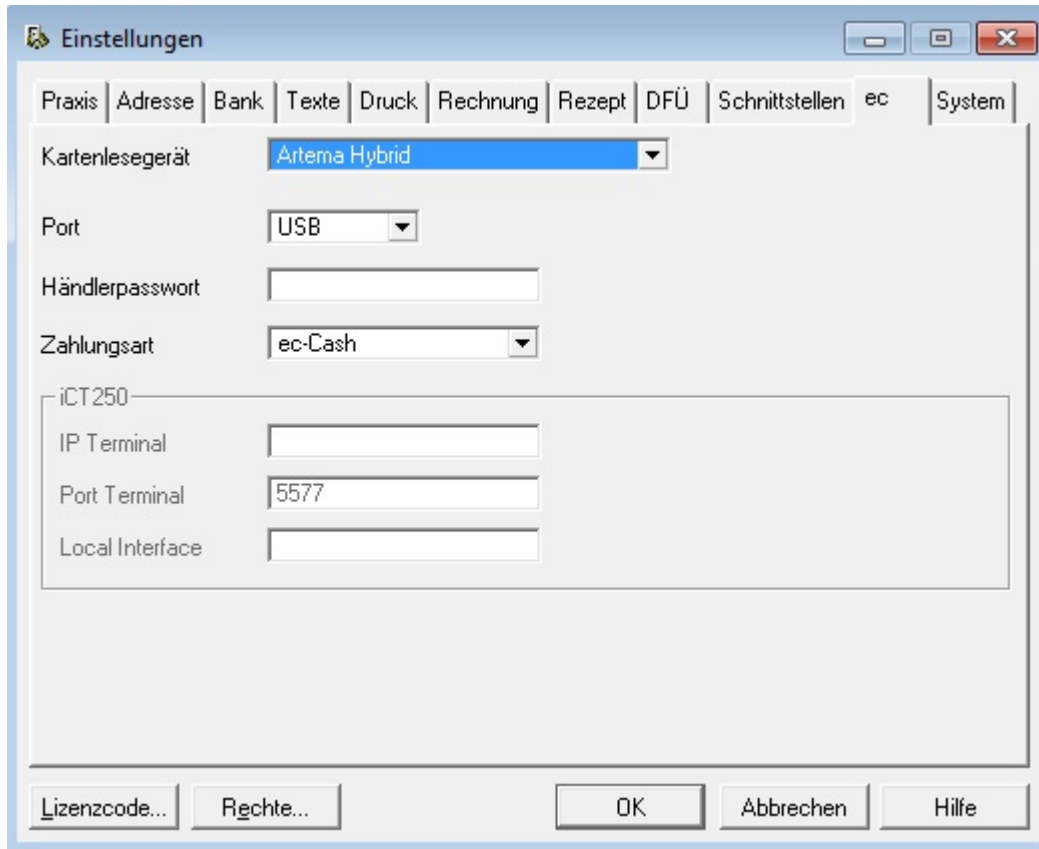 Einstellungen
Praxis Adresse Bank Texte Druck Rechnung Rezept DFÜ Schnittstellen ec System
Kartenlesegerät Artema Hybrid
Port USB
Händlerpasswort
Zahlungsart ec-Cash
iCT250
IP Terminal
Port Terminal 5577
Local Interface
Lizenzcode... Rechte... OK Abbrechen Hilfe